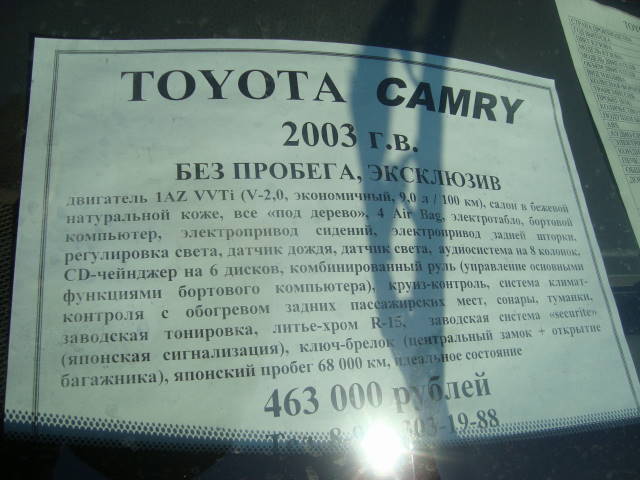 TOYOTA CAMRY
2003 г.в.
БЕЗ ПРОБЕГА, ЭКСКЛЮЗИВ
двигатель 1AZ VVTi (V-2,0, экономичный, 9,0 л / 100 км), салон в бежевой
натуральной коже, все «под дерево», 4 Air Bag, электротабло, бортовой
компьютер, электропривод сидений, электропривод задней шторки,
регулировка света, датчик дождя, датчик света, аудиосистема на 8 колонок,
CD-чейнджер на 6 дисков, комбинированный руль (управление основными
функциями бортового компьютера), круиз-контроль, система климат-
контроля с обогревом задних пассажирских мест, сонары, туманки,
заводская тонировка, литье-хром R-15, заводская система «securite»
(японская сигнализация), ключ-брелок (центральный замок + открытие
багажника), японский пробег 68 000 км, идеальное состояние
463 000 рублей
303-19-88